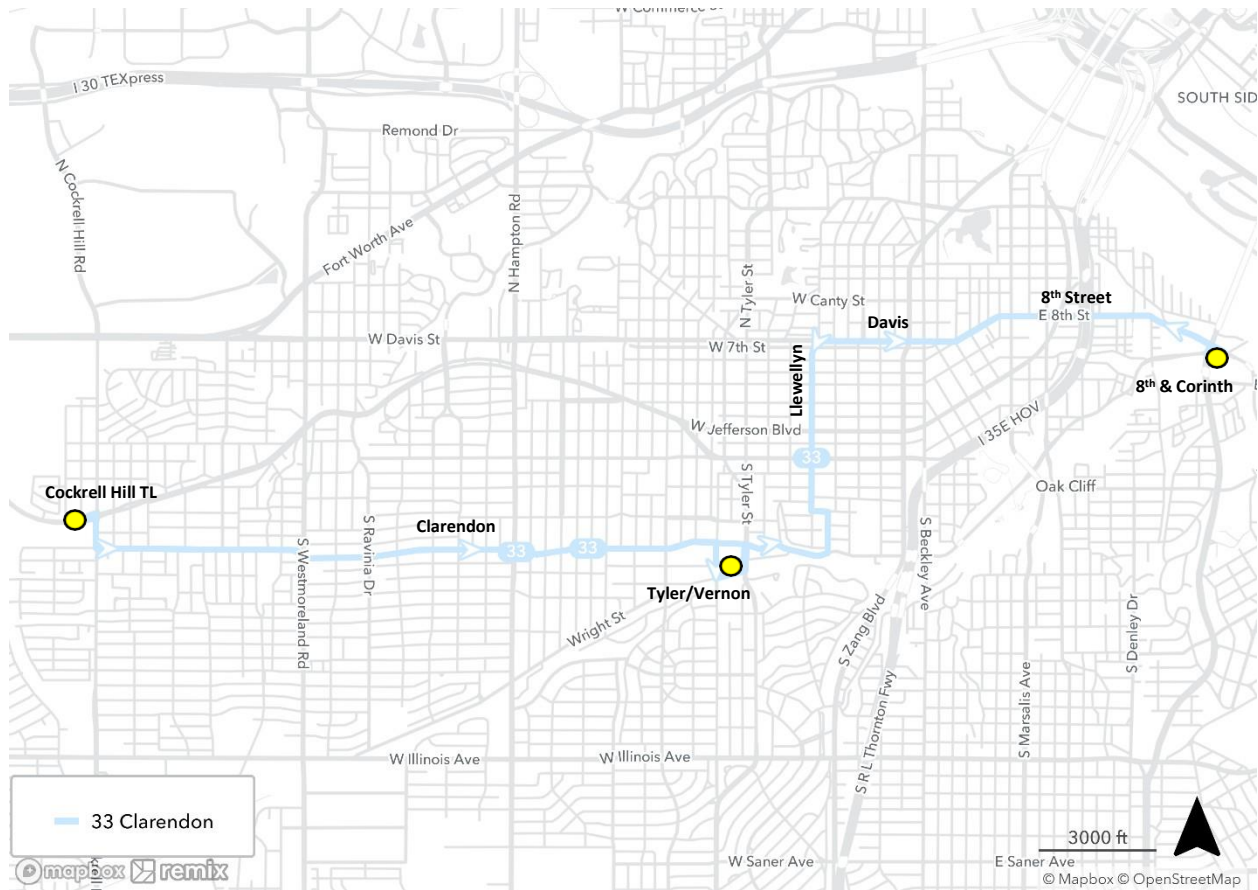 W Commerce
I 30 TEXpress
SOUTH SID
Remond Dr
N Cockrell Hill Rd
N Hampton Rd
Fort Worth Ave
N Tyler St
W Canty St
8th Street
E 8th St
Davis
W Davis St
W 7th St
Llewellyn
8th & Corinth
W Jefferson Blvd
I 35E HOV
33
Oak Cliff
Cockrell Hill TL
S Tyler St
Clarendon
S Ravinia Dr
S Westmoreland Rd
33
33
S Beckley Ave
Tyler/Vernon
Wright St
S Zang Blvd
S Denley Dr
S Marsalis Ave
S R L Thornton Fwy
W Illinois Ave
W Illinois Ave
33 Clarendon
3000 ft
W Saner Ave
E Saner Ave
mapbox remix
© Mapbox © OpenStreetMap